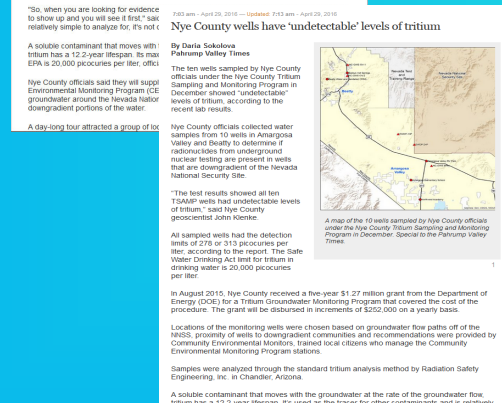 "So, when you are looking for evidence
to show up and you will see it first," said
relatively simple to analyze for, it's not c
A soluble contaminant that moves with
tritium has a 12.2-year lifespan. Its max
EPA is 20,000 picocuries per liter, offici
Nye County officials said they will suppl
Environmental Monitoring Program (CE
groundwater around the Nevada Nation
downgradient portions of the water.
A day-long tour attracted a group of loc
7:03 am - April 29, 2016 — Updated: 7:13 am - April 29, 2016
Nye County wells have ‘undetectable’ levels of tritium
By Daria Sokolova
Pahrump Valley Times
The ten wells sampled by Nye County
officials under the Nye County Tritium
Sampling and Monitoring Program in
December showed “undetectable”
levels of tritium, according to the
recent lab results.
Nye County officials collected water
samples from 10 wells in Amargosa
Valley and Beatty to determine if
radionuclides from underground
nuclear testing are present in wells
that are downgradient of the Nevada
National Security Site.
“The test results showed all ten
TSAMP wells had undetectable levels
of tritium,” said Nye County
geoscientist John Klenke.
All sampled wells had the detection
limits of 278 or 313 picocuries per
liter, according to the report. The Safe
Water Drinking Act limit for tritium in
drinking water is 20,000 picocuries
per liter.
Nevada Test
and
Training Range
Nevada National
Security Site
Beatty
Amargosa
Valley
A map of the 10 wells sampled by Nye County officials
under the Nye County Tritium Sampling and Monitoring
Program in December. Special to the Pahrump Valley
Times.
1
In August 2015, Nye County received a five-year $1.27 million grant from the Department of
Energy (DOE) for a Tritium Groundwater Monitoring Program that covered the cost of the
procedure. The grant will be disbursed in increments of $252,000 on a yearly basis.
Locations of the monitoring wells were chosen based on groundwater flow paths off of the
NNSS, proximity of wells to downgradient communities and recommendations were provided by
Community Environmental Monitors, trained local citizens who manage the Community
Environmental Monitoring Program stations.
Samples were analyzed through the standard tritium analysis method by Radiation Safety
Engineering, Inc. in Chandler, Arizona.
A soluble contaminant that moves with the groundwater at the rate of the groundwater flow,
tritium has a 12.2-year lifespan. It's used as the tracer for other contaminants and is relatively